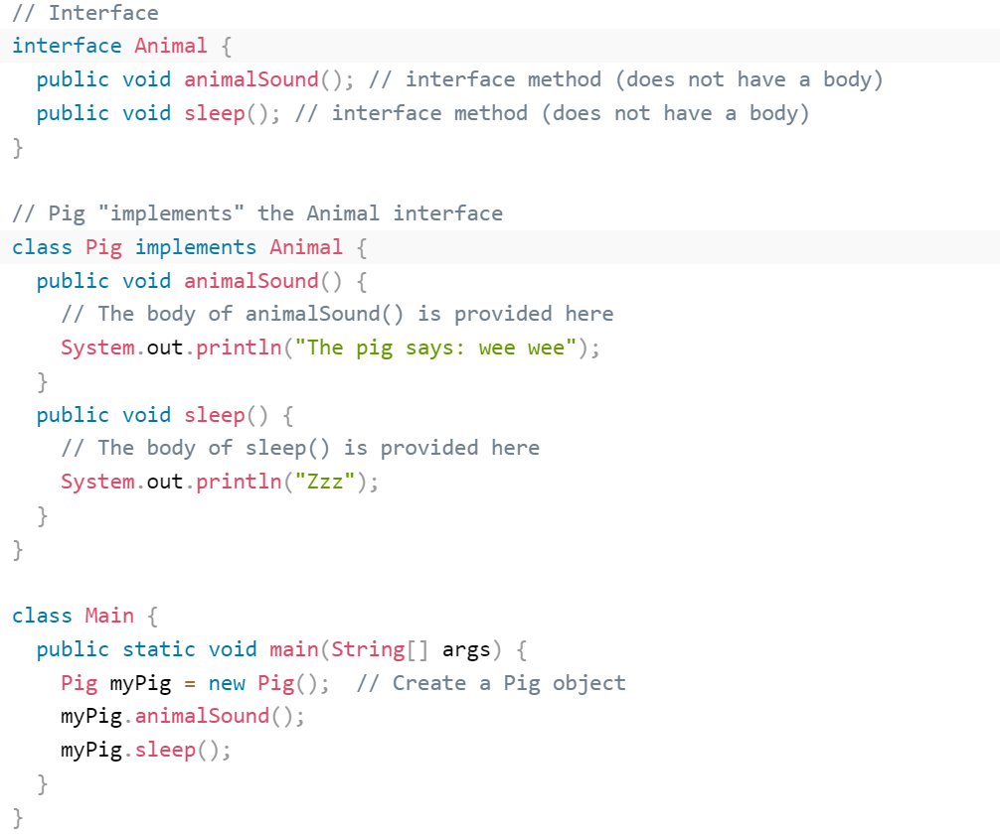 // Interface
interface Animal {
  public void animalSound(); // interface method (does not have a body)
  public void sleep(); // interface method (does not have a body)
}

// Pig "implements" the Animal interface
class Pig implements Animal {
  public void animalSound() {
    // The body of animalSound() is provided here
    System.out.println("The pig says: wee wee");
  }
  public void sleep() {
    // The body of sleep() is provided here
    System.out.println("Zzz");
  }
}

class Main {
  public static void main(String[] args) {
    Pig myPig = new Pig();  // Create a Pig object
    myPig.animalSound();
    myPig.sleep();
  }
}